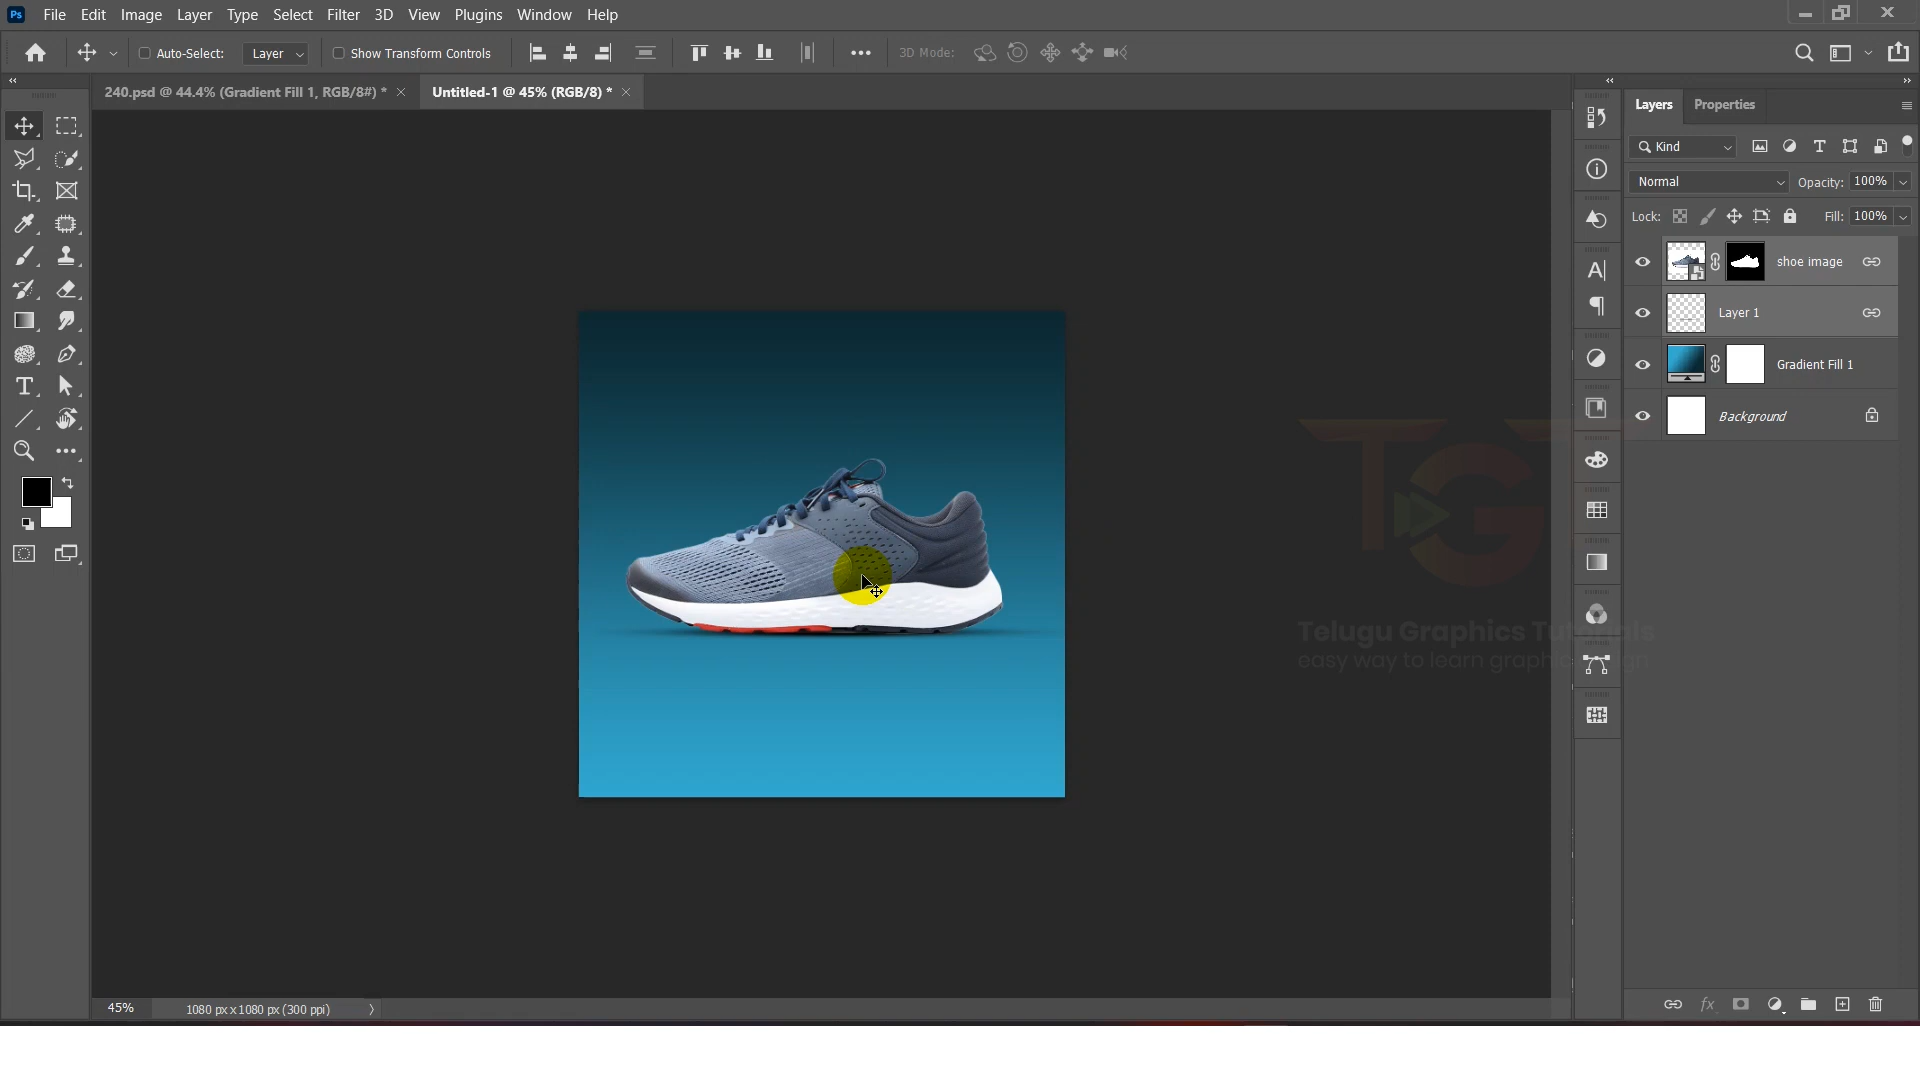 Ps File Edit Image Layer Type Select Filter 3D View Plugins Window Help
Auto-Select: Layer Show Transform Controls 3D Mode:
240.psd @ 44.4% (Gradient Fill 1, RGB/8#) *
Untitled-1 @ 45% (RGB/8) *
Layers Properties
Kind
Normal Opacity: 100%
Lock: Fill: 100%
shoe image
Layer 1
Gradient Fill 1
Background
TGT
Telugu Graphics Tutorials
easy way to learn graphic
45% 1080 px x 1080 px (300 ppi)